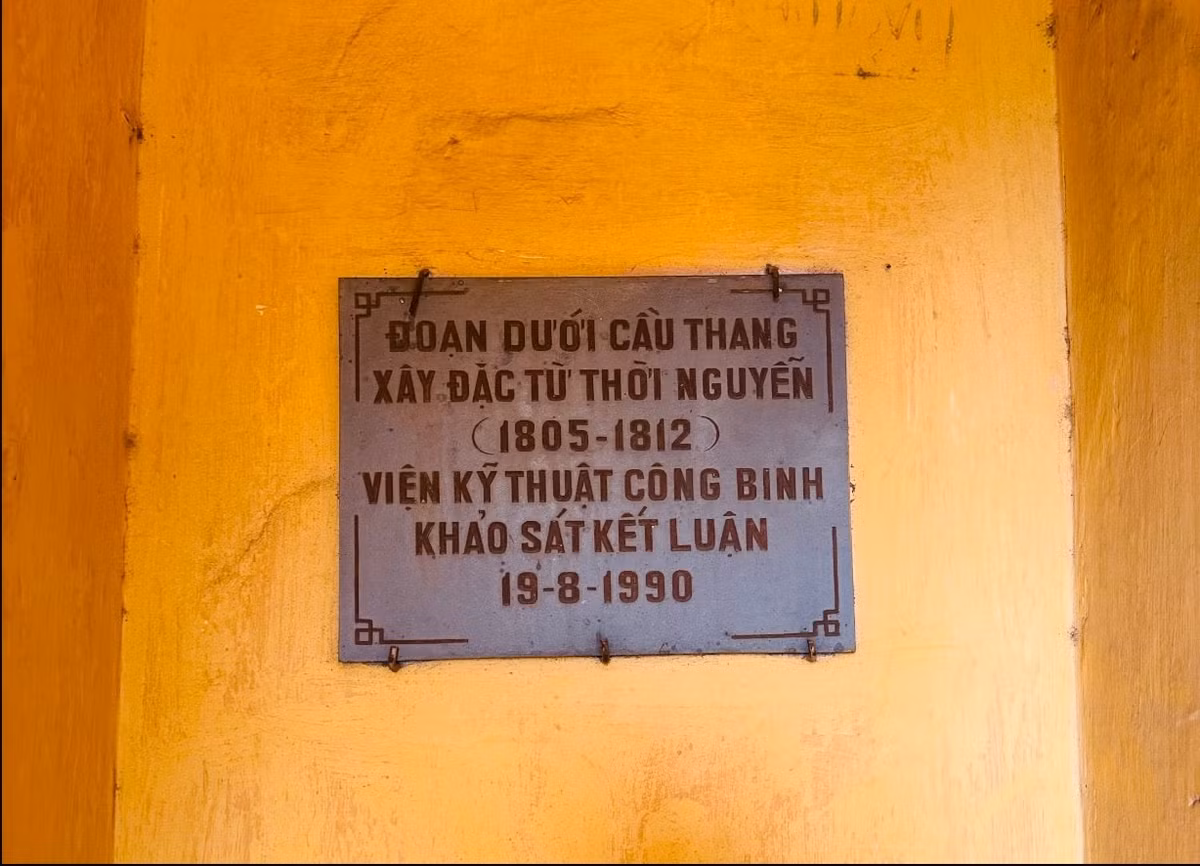 ĐOẠN DƯỚI CẦU THANG
XÂY ĐẶC TỪ THỜI NGUYỄN
(1805-1812)
VIỆN KỸ THUẬT CÔNG BINH
KHẢO SÁT KẾT LUẬN
19-8-1990